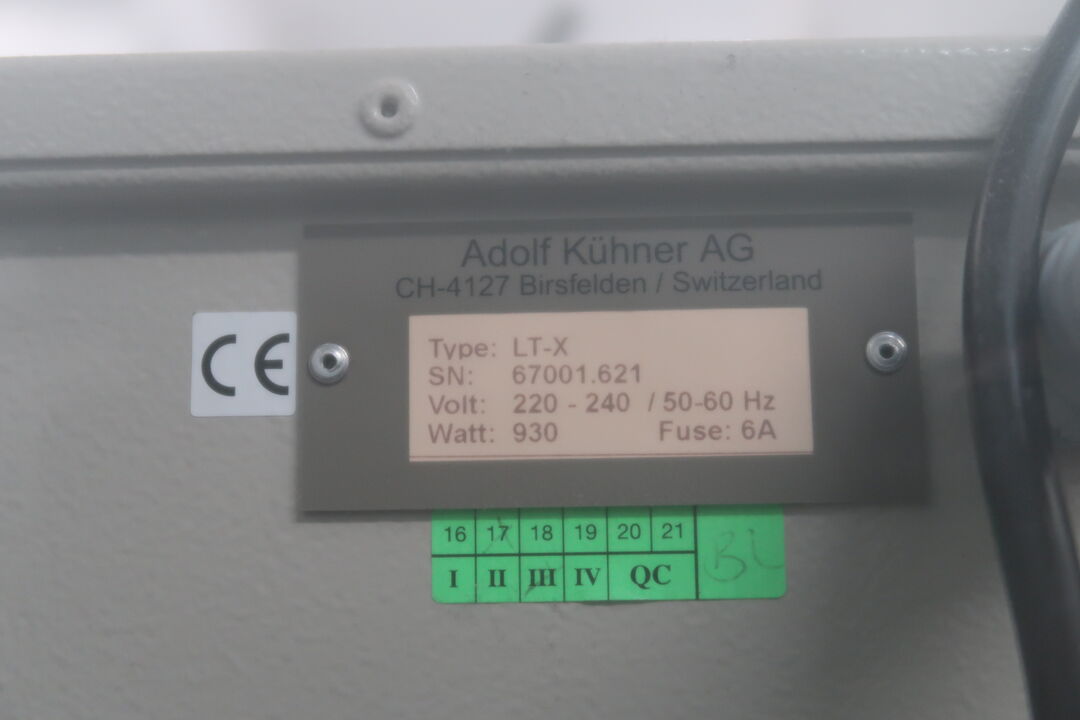 Adolf Kühner AG
CH-4127 Birsfelden / Switzerland
CE
Type: LT-X
SN: 67001.621
Volt: 220 - 240 / 50-60 Hz
Watt: 930 Fuse: 6A
16 17 18 19 20 21
I II III IV QC